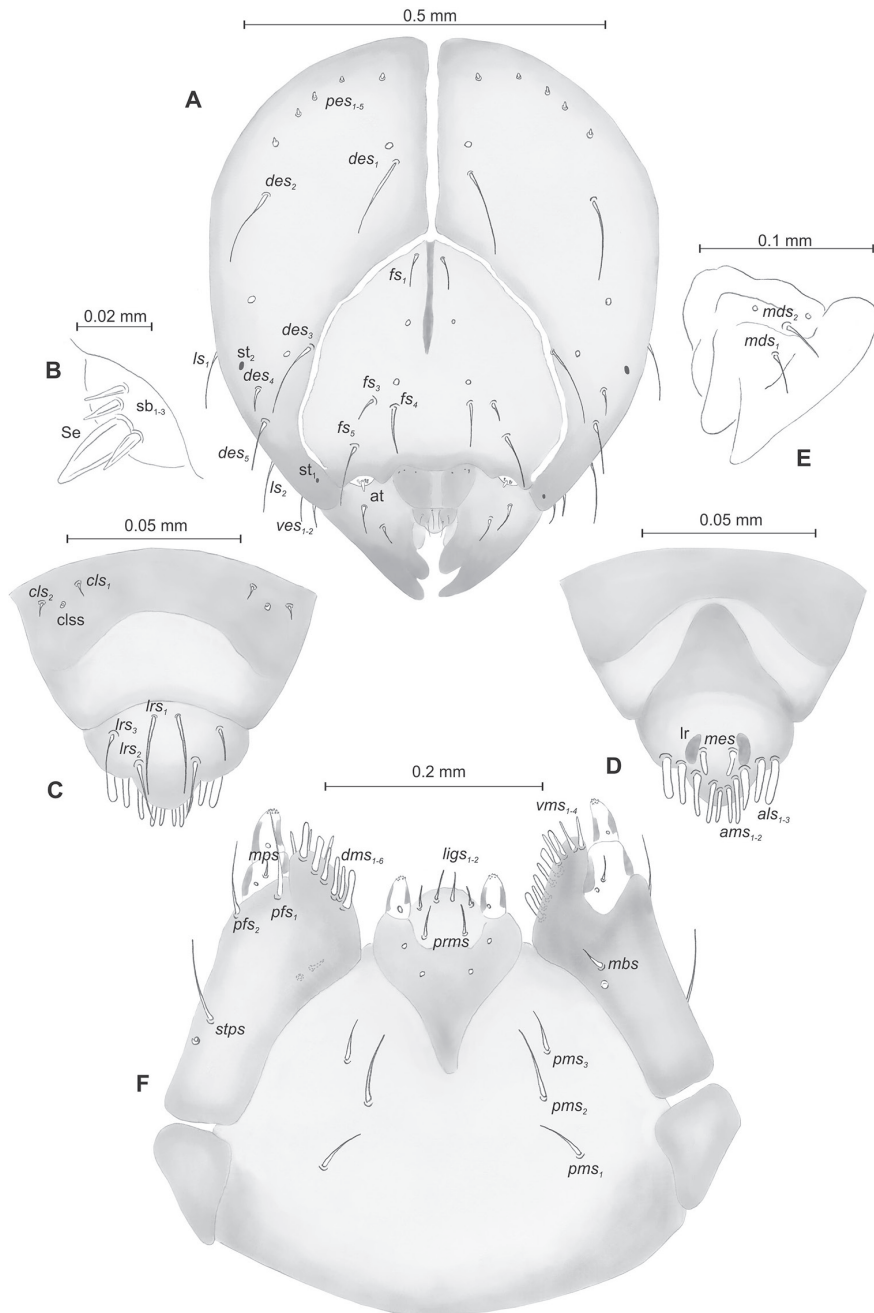 0.5 mm
A
pes1-5
des1
des2
fs1
0.1 mm
mds2
mds1
E
0.02 mm
B
sb1-3
Se
ls1
st2
des3
des4
fs3
fs4
fs5
des5
st1
at
ls2
ves1-2
0.05 mm
cls2
cls1
clss
lrs1
lrs3
lrs2
C
0.05 mm
lr
mes
D
als1-3
ams1-2
0.2 mm
mps
dms1-6
ligs1-2
vms1-4
pfs2
pfs1
prms
mbs
stps
F
pms3
pms2
pms1